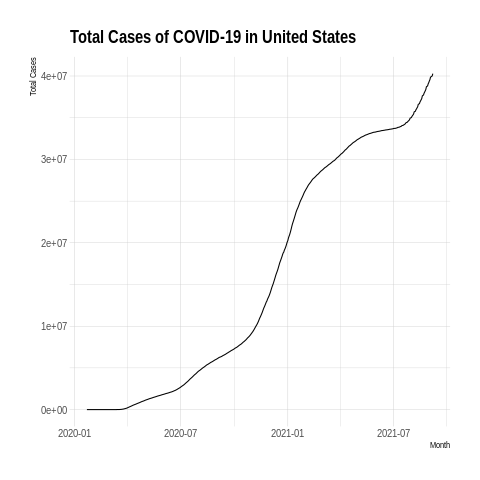 Total Cases of COVID-19 in United States
Total Cases
4e+07
3e+07
2e+07
1e+07
0e+00
2020-01 2020-07 2021-01 2021-07
Month